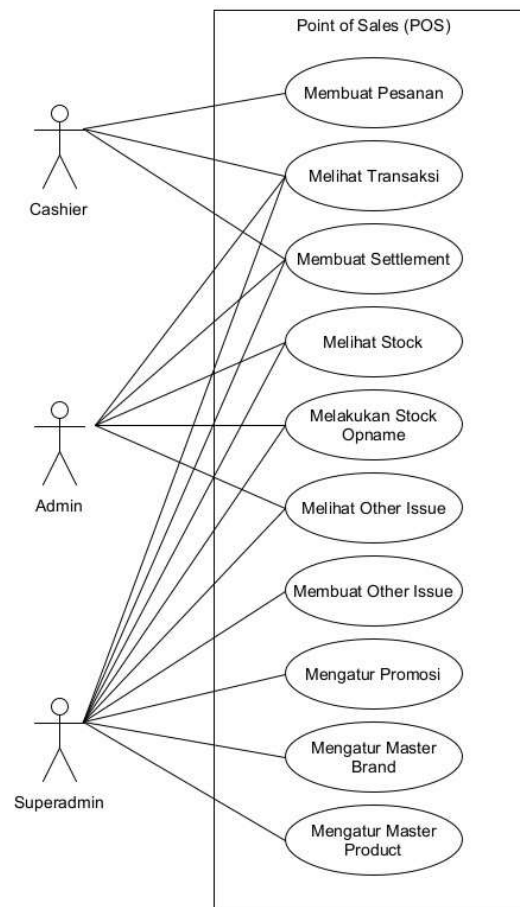 Point of Sales (POS)
Membuat Pesanan
Cashier
Melihat Transaksi
Membuat Settlement
Melihat Stock
Admin
Melakukan Stock
Opname
Melihat Other Issue
Membuat Other Issue
Mengatur Promosi
Superadmin
Mengatur Master
Brand
Mengatur Master
Product